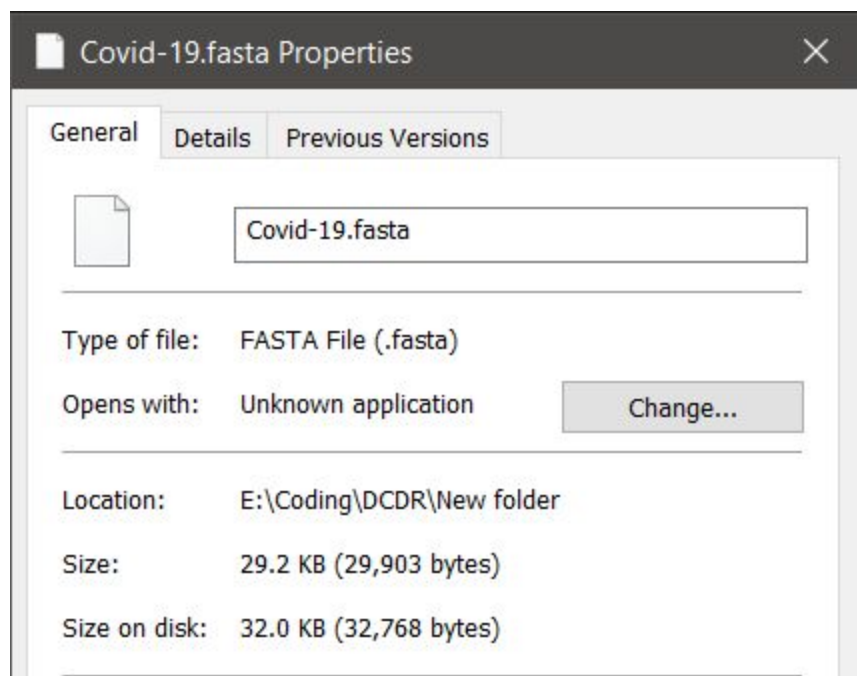 Covid-19.fasta Properties
General Details Previous Versions
Covid-19.fasta
Type of file: FASTA File (.fasta)
Opens with: Unknown application Change...
Location: E:\Coding\DCDR\New folder
Size: 29.2 KB (29,903 bytes)
Size on disk: 32.0 KB (32,768 bytes)